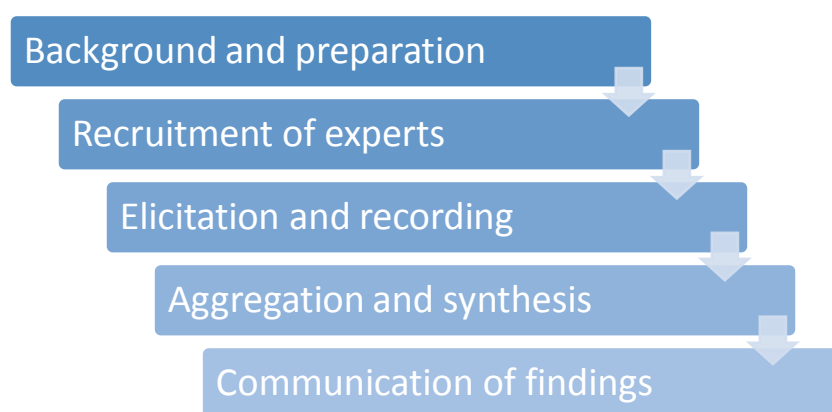 Background and preparation
Recruitment of experts
Elicitation and recording
Aggregation and synthesis
Communication of findings